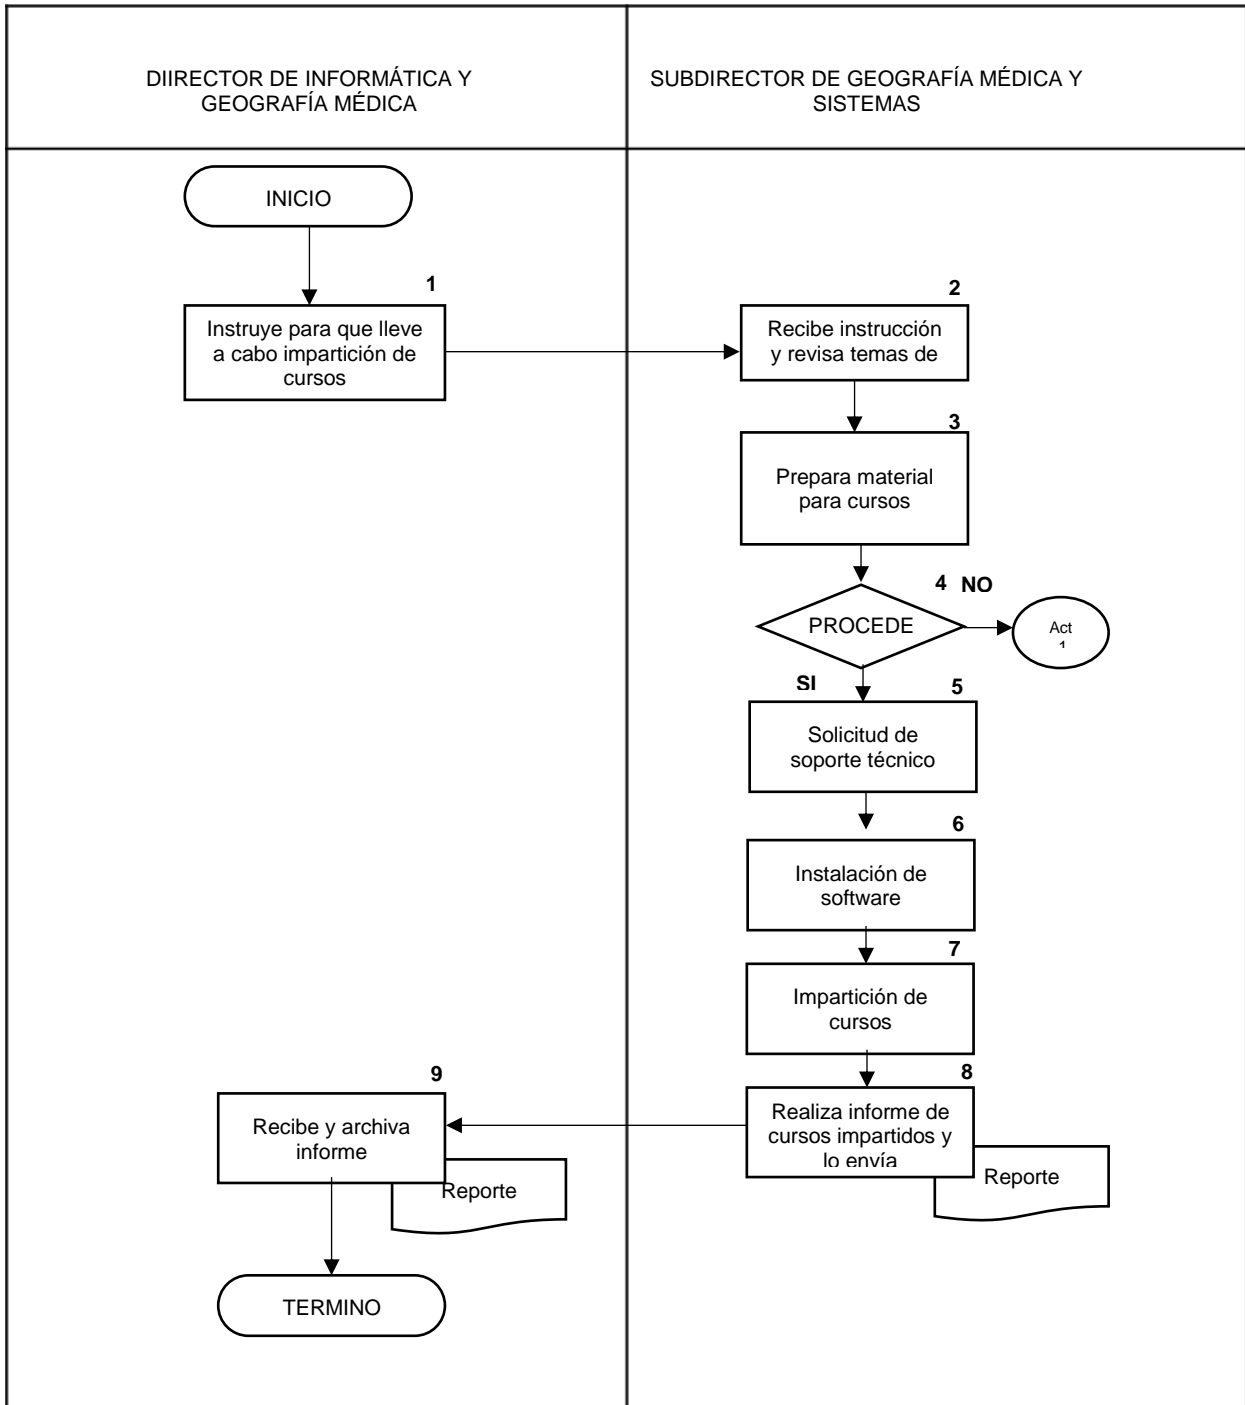 DIIRECTOR DE INFORMÁTICA Y
GEOGRAFÍA MÉDICA
SUBDIRECTOR DE GEOGRAFÍA MÉDICA Y
SISTEMAS
INICIO
1
Instruye para que lleve
a cabo impartición de
cursos
2
Recibe instrucción
y revisa temas de
3
Prepara material
para cursos
4 NO
PROCEDE
Act
1
SI
5
Solicitud de
soporte técnico
6
Instalación de
software
7
Impartición de
cursos
8
Realiza informe de
cursos impartidos y
lo envía
Reporte
9
Recibe y archiva
informe
Reporte
TERMINO